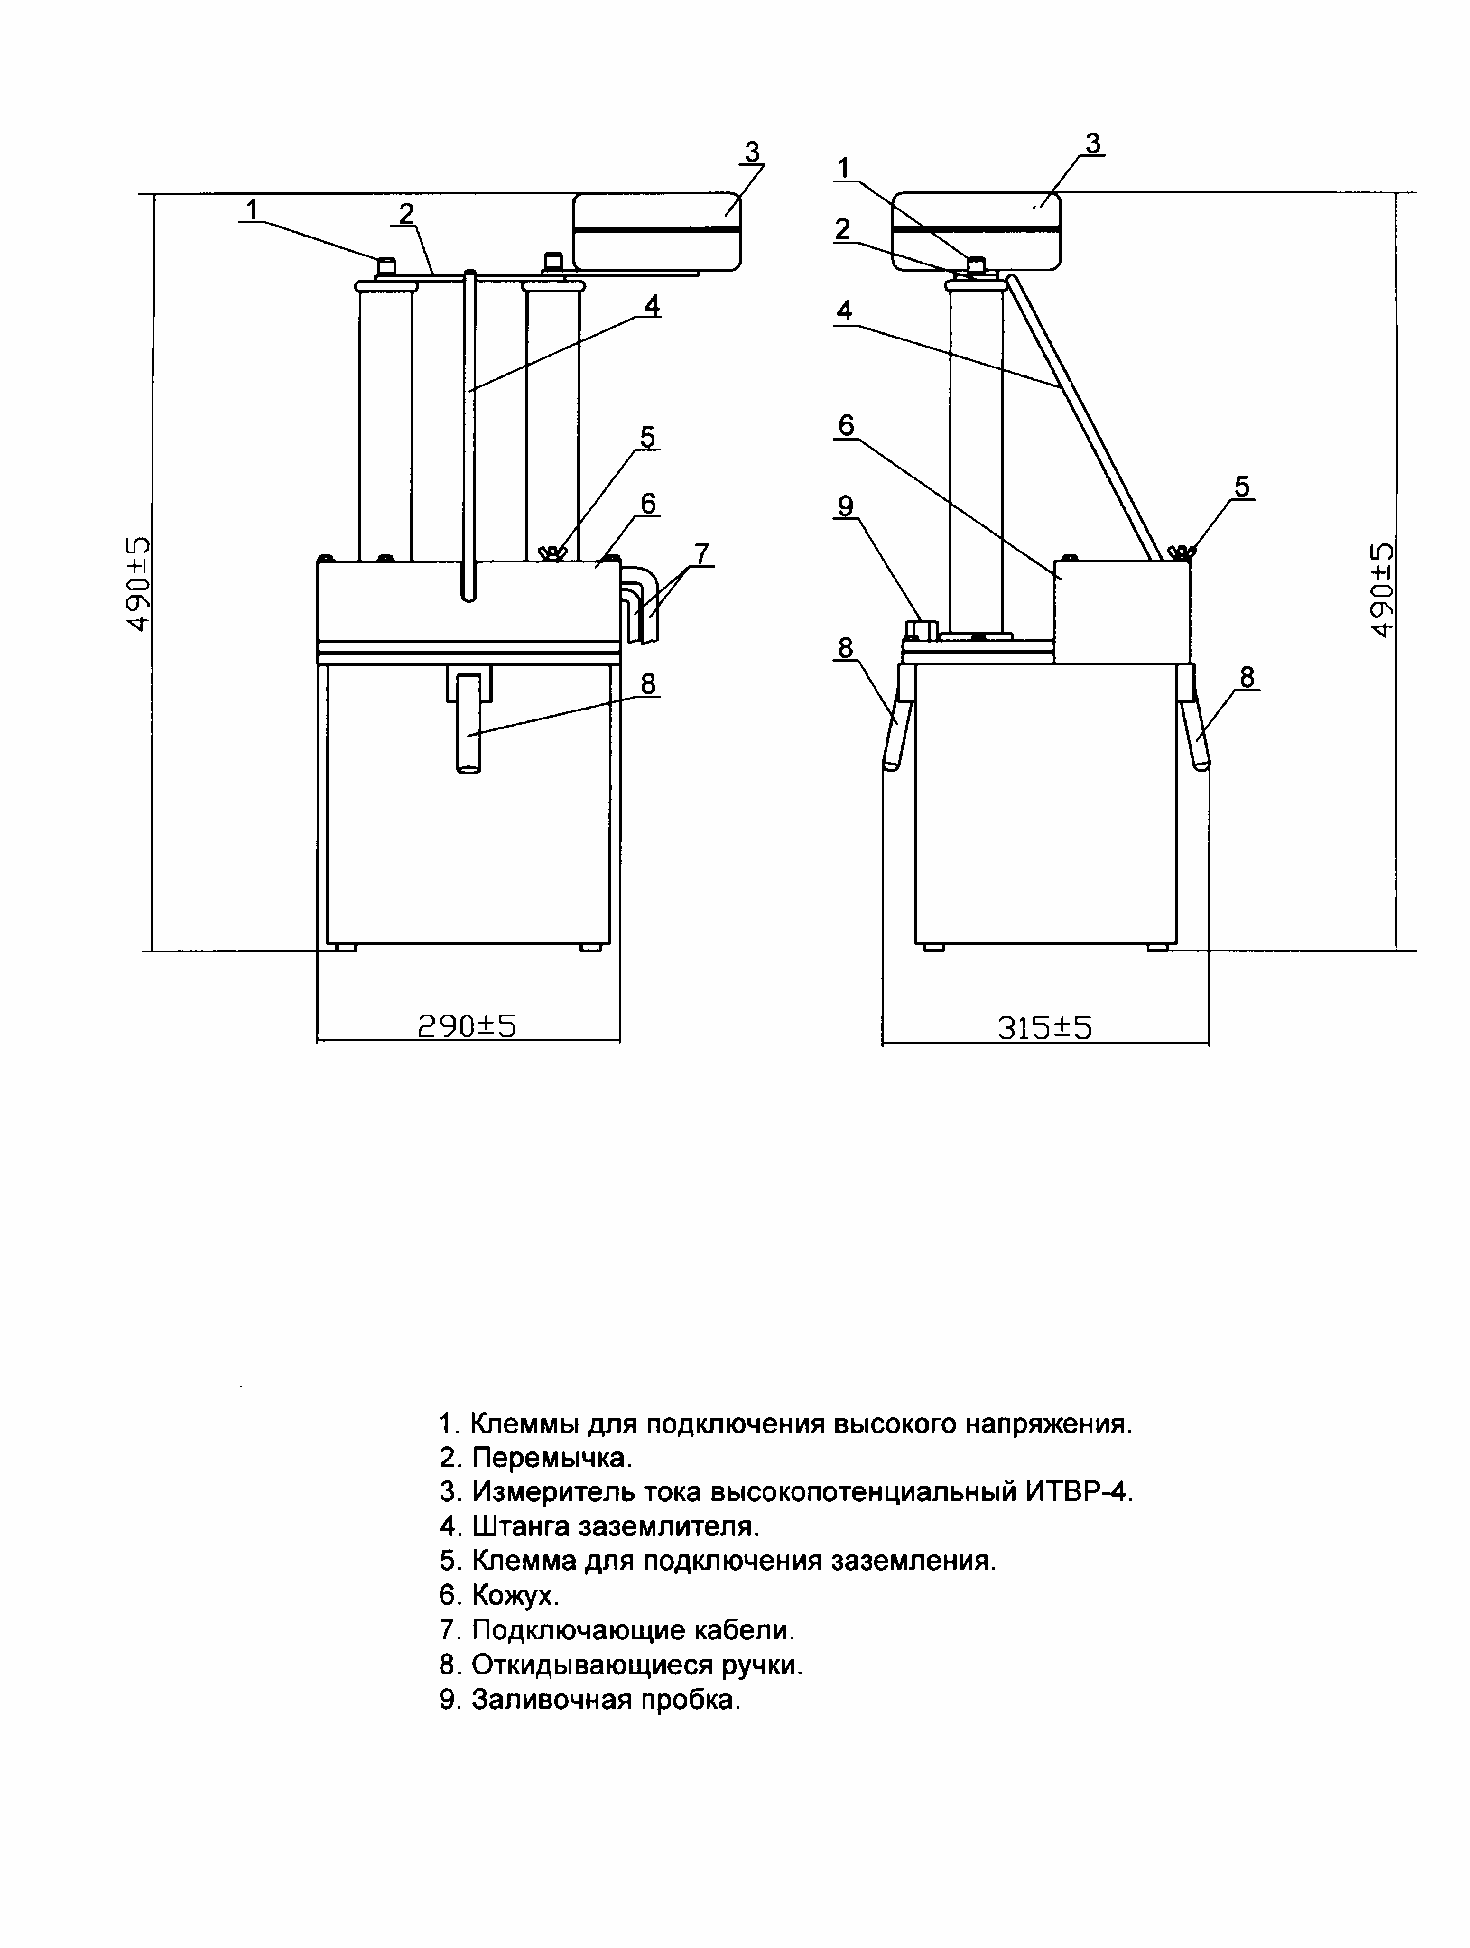 3
1
2
4
5
6
7
8
490±5
290±5
3
1
2
4
6
9
5
8
8
490±5
315±5
1. Клеммы для подключения высокого напряжения.
2. Перемычка.
3. Измеритель тока высокопотенциальный ИТВР-4.
4. Штанга заземлителя.
5. Клемма для подключения заземления.
6. Кожух.
7. Подключающие кабели.
8. Откидывающиеся ручки.
9. Заливочная пробка.